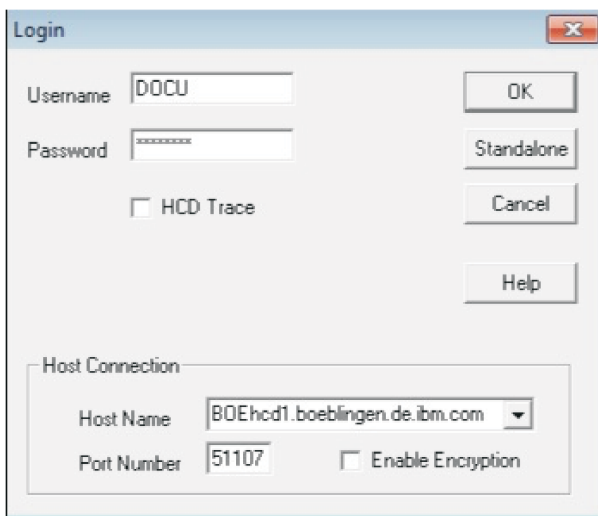 Login
Username DOCU OK
Password ******** Standalone
HCD Trace Cancel
Help
Host Connection
Host Name BOEhcd1.boeblingen.de.ibm.com
Port Number 51107 Enable Encryption